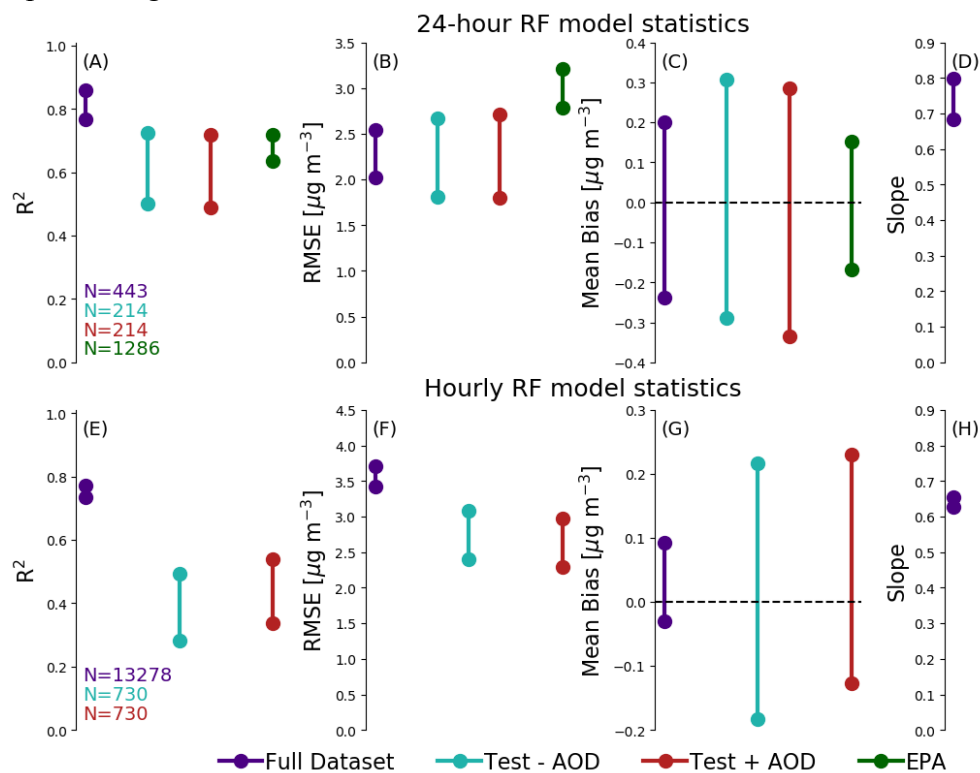 24-hour RF model statistics
(A)
1.0
0.8
0.6
0.4
0.2
0.0
R²
N=443
N=214
N=214
N=1286
(B)
3.5
3.0
2.5
2.0
1.5
1.0
0.5
0.0
RMSE [μg m⁻³]
(C)
0.4
0.3
0.2
0.1
0.0
−0.1
−0.2
−0.3
−0.4
Mean Bias [μg m⁻³]
(D)
0.9
0.8
0.7
0.6
0.5
0.4
0.3
0.2
0.1
0.0
Slope
Hourly RF model statistics
(E)
1.0
0.8
0.6
0.4
0.2
0.0
R²
N=13278
N=730
N=730
(F)
4.5
4.0
3.5
3.0
2.5
2.0
1.5
1.0
0.5
0.0
RMSE [μg m⁻³]
(G)
0.3
0.2
0.1
0.0
−0.1
−0.2
Mean Bias [μg m⁻³]
(H)
0.9
0.8
0.7
0.6
0.5
0.4
0.3
0.2
0.1
0.0
Slope
Full Dataset
Test - AOD
Test + AOD
EPA